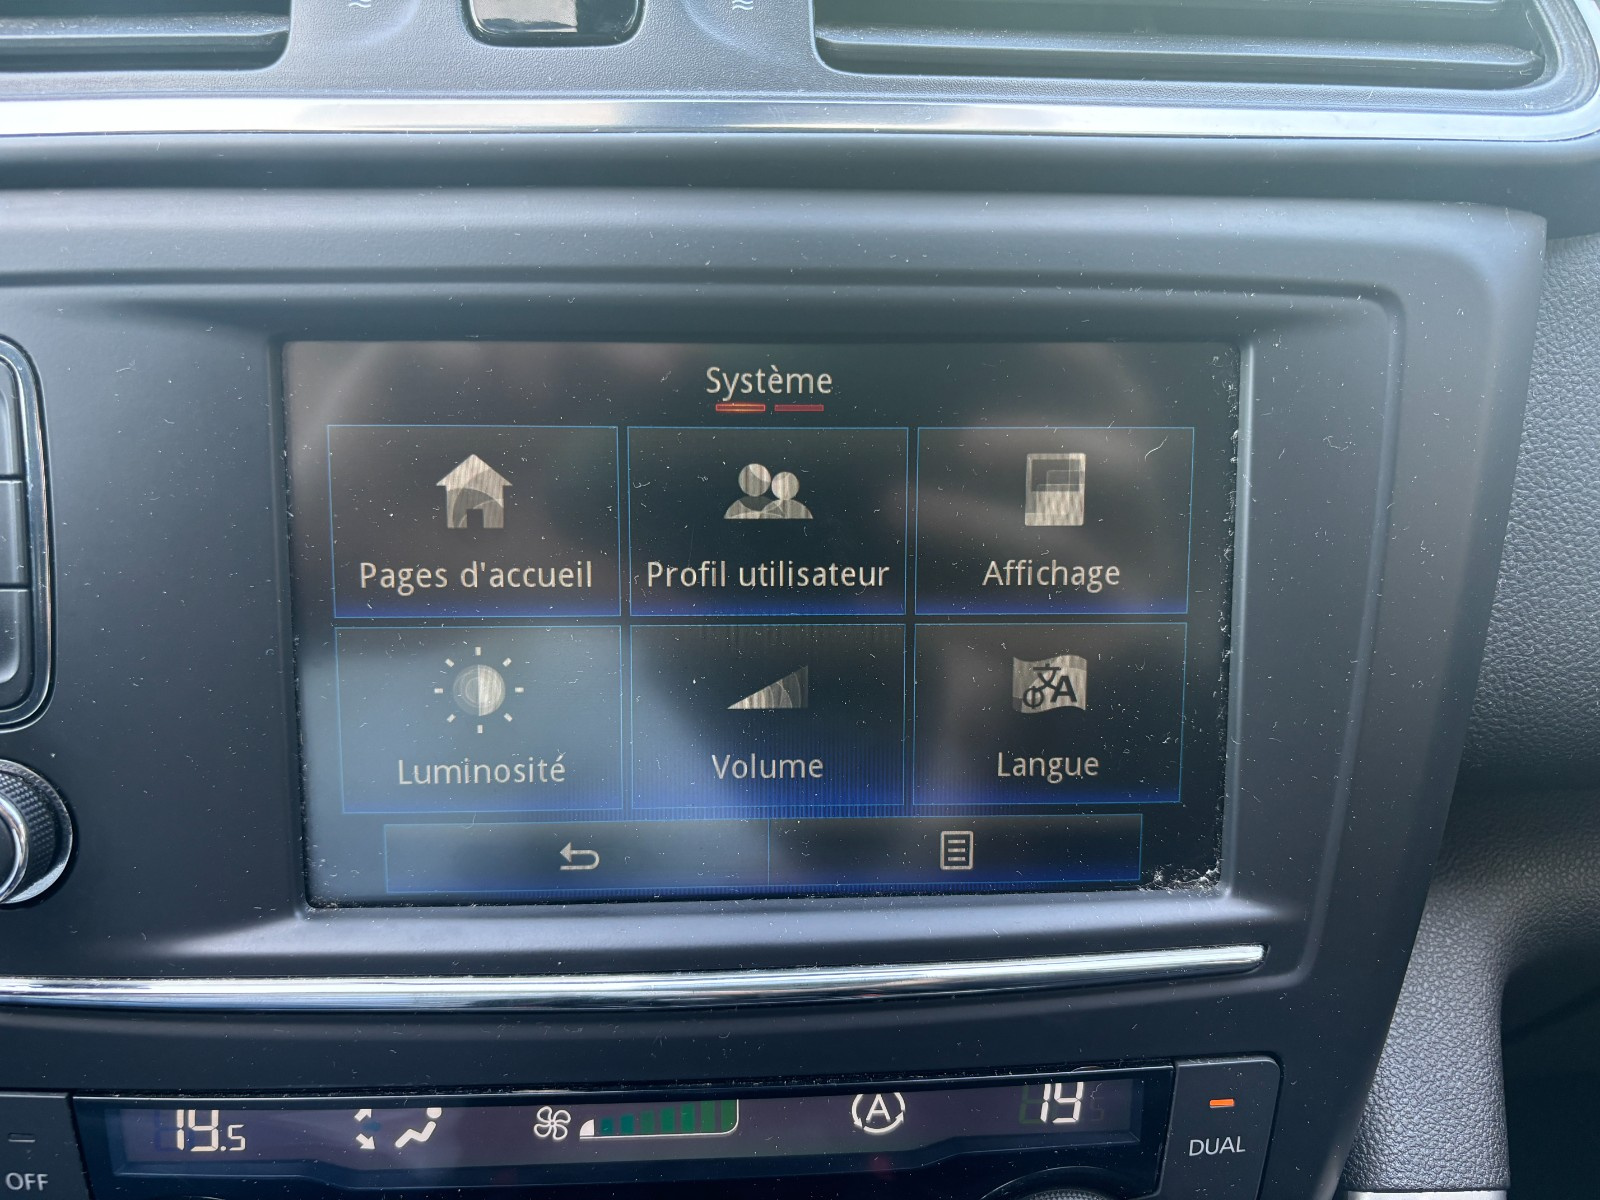 Système
Pages d'accueil
Profil utilisateur
Affichage
Luminosité
Volume
Langue
19.5
A
19
OFF
DUAL